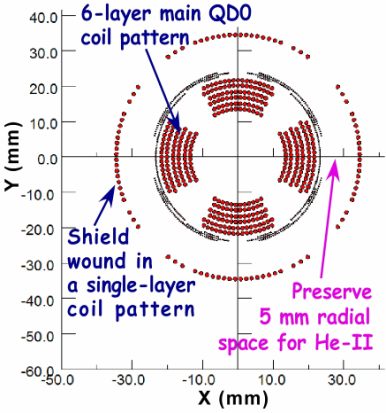 6-layer main QD0
coil pattern
40.0
30.0
20.0
10.0
0.0
-10.0
-20.0
-30.0
-40.0
-50.0
-60.0
Y (mm)
Shield
wound in
a single-layer
coil pattern
Preserve
5 mm radial
space for He-II
-50.0
-30.0
-10.0
10.0
30.0
X (mm)